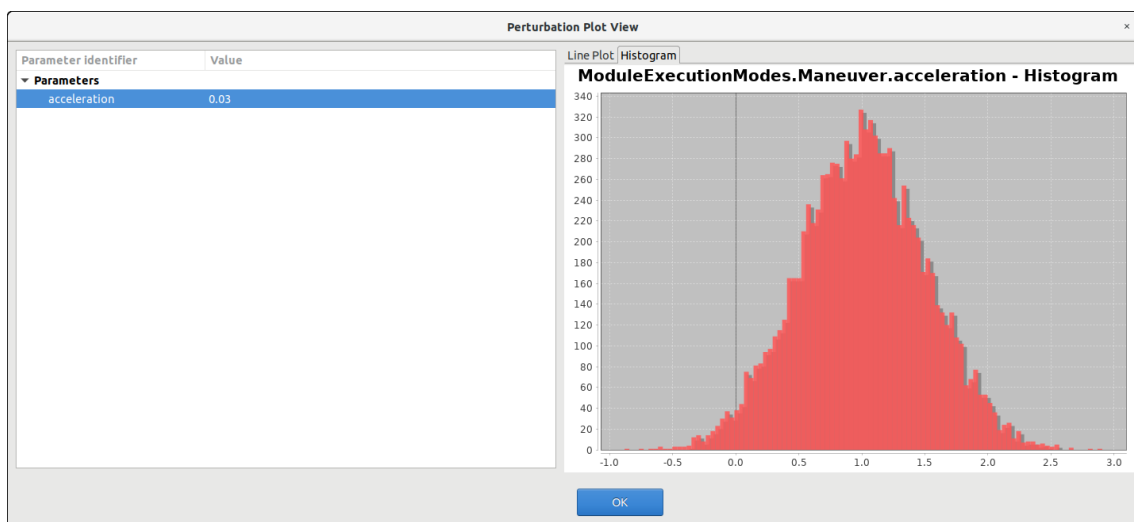 Perturbation Plot View
×
Parameter identifier Value
Parameters
acceleration 0.03
Line Plot Histogram
ModuleExecutionModes.Maneuver.acceleration - Histogram
340
320
300
280
260
240
220
200
180
160
140
120
100
80
60
40
20
0
-1.0 -0.5 0.0 0.5 1.0 1.5 2.0 2.5 3.0
OK